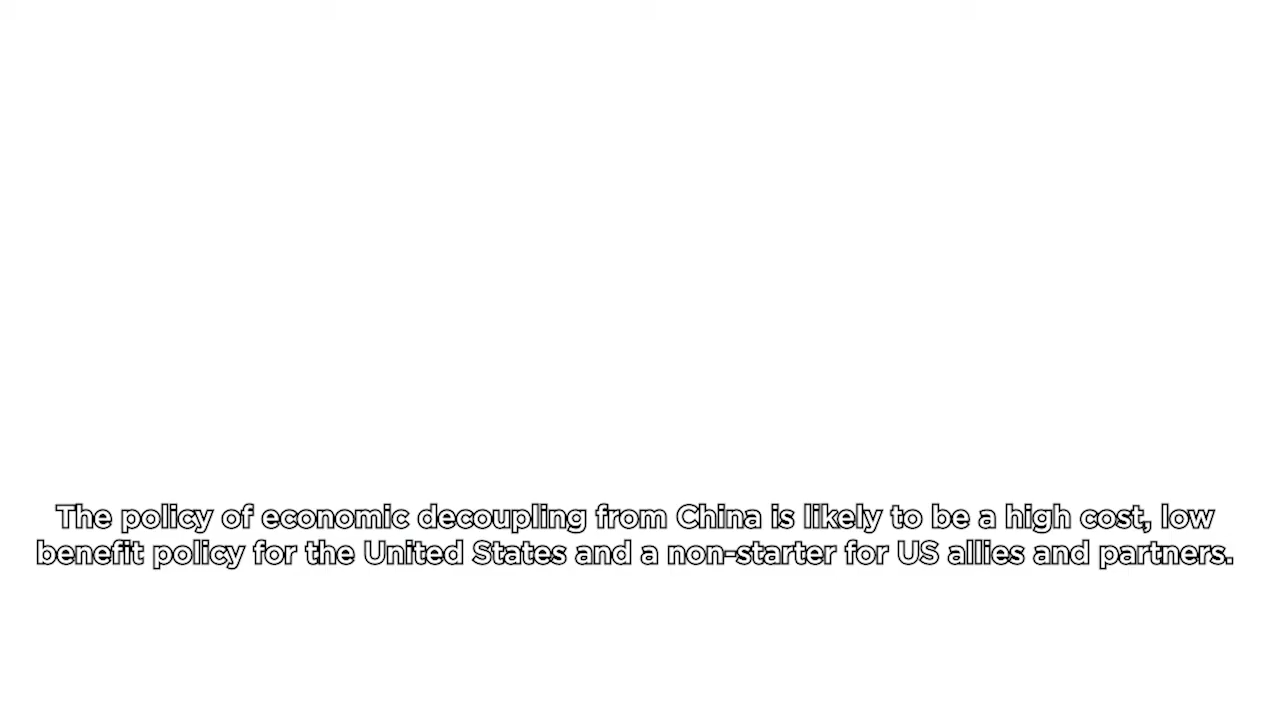 The policy of economic decoupling from China is likely to be a high cost, low
benefit policy for the United States and a non-starter for US allies and partners.